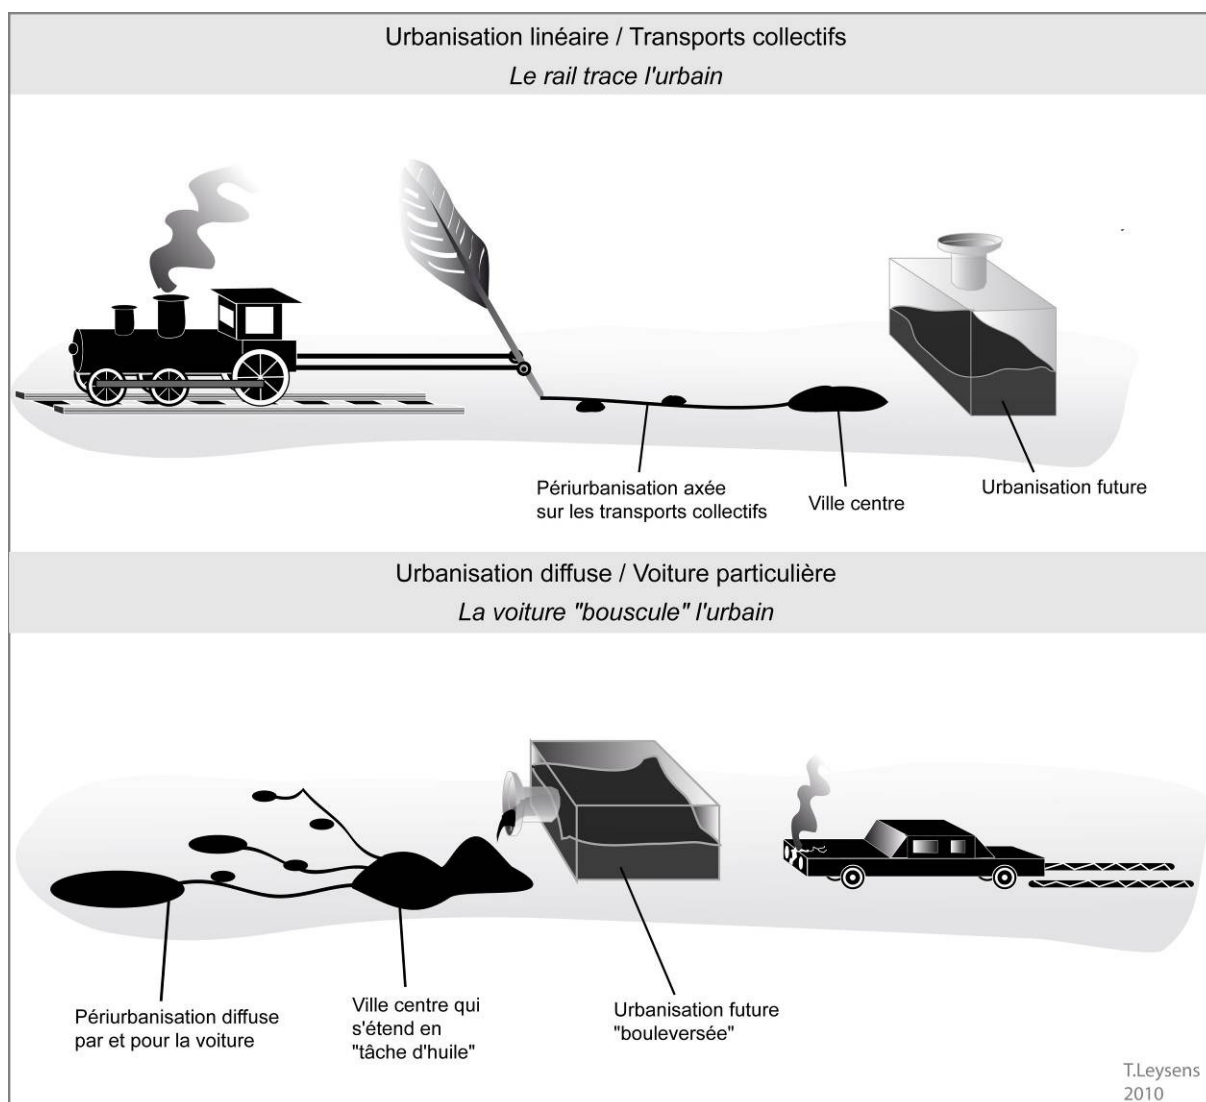 Urbanisation linéaire / Transports collectifs
Le rail trace l'urbain
Périurbanisation axée
sur les transports collectifs
Ville centre
Urbanisation future
Urbanisation diffuse / Voiture particulière
La voiture "bouscule" l'urbain
Périurbanisation diffuse
par et pour la voiture
Ville centre qui
s'étend en
"tâche d'huile"
Urbanisation future
"bouleversée"
T.Leysens
2010